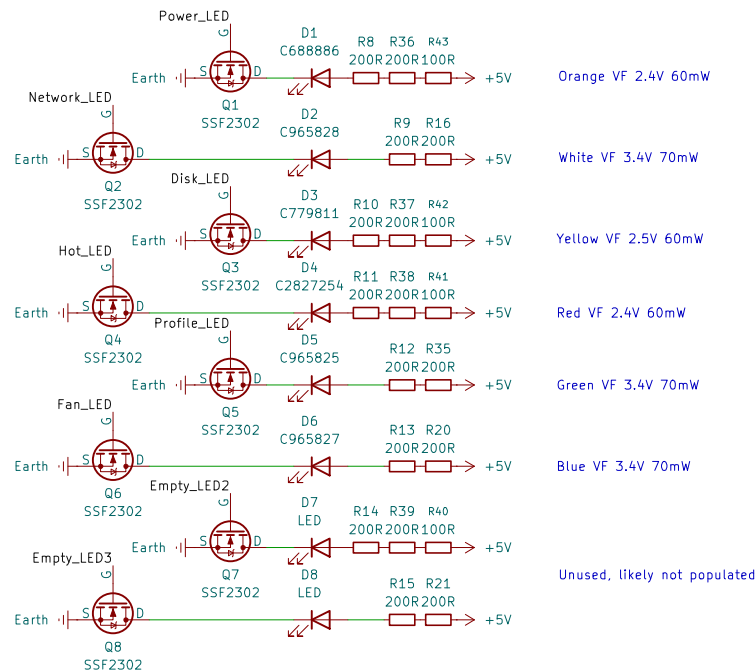 Power_LED
G
D1
C688886
R8 R36 R43
200R 200R 100R
Earth S D +5V Orange VF 2.4V 60mW
Q1
SSF2302
Network_LED
G
D2
C965828
R9 R16
200R 200R
Earth S D +5V White VF 3.4V 70mW
Q2
SSF2302
Disk_LED
G
D3
C779811
R10 R37 R42
200R 200R 100R
Earth S D +5V Yellow VF 2.5V 60mW
Q3
SSF2302
Hot_LED
G
D4
C2827254
R11 R38 R41
200R 200R 100R
Earth S D +5V Red VF 2.4V 60mW
Q4
SSF2302
Profile_LED
G
D5
C965825
R12 R35
200R 200R
Earth S D +5V Green VF 3.4V 70mW
Q5
SSF2302
Fan_LED
G
D6
C965827
R13 R20
200R 200R
Earth S D +5V Blue VF 3.4V 70mW
Q6
SSF2302
Empty_LED2
G
D7
LED
R14 R39 R40
200R 200R 100R
Earth S D +5V
Q7
SSF2302
Unused, likely not populated
Empty_LED3
G
D8
LED
R15 R21
200R 200R
Earth S D +5V
Q8
SSF2302